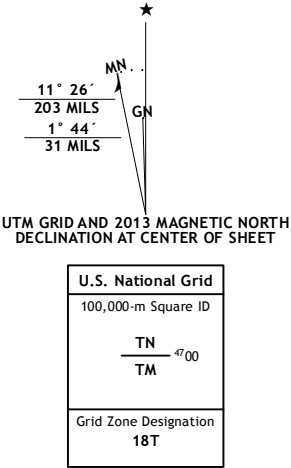 ★
MN
11° 26´
203 MILS
GN
1° 44´
31 MILS
UTM GRID AND 2013 MAGNETIC NORTH
DECLINATION AT CENTER OF SHEET
U.S. National Grid
100,000-m Square ID
TN
4700
TM
Grid Zone Designation
18T